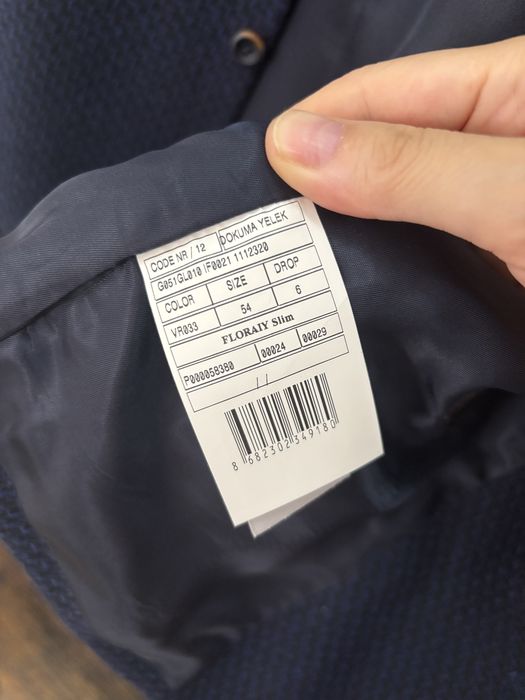 CODE NR / 12 DOKUMA YELEK
G051GL010 F0021 1112320
COLOR SIZE DROP
VR033 54 6
FLORAIY Slim
P000058380 00024 00029
/ /
8 682302 349180